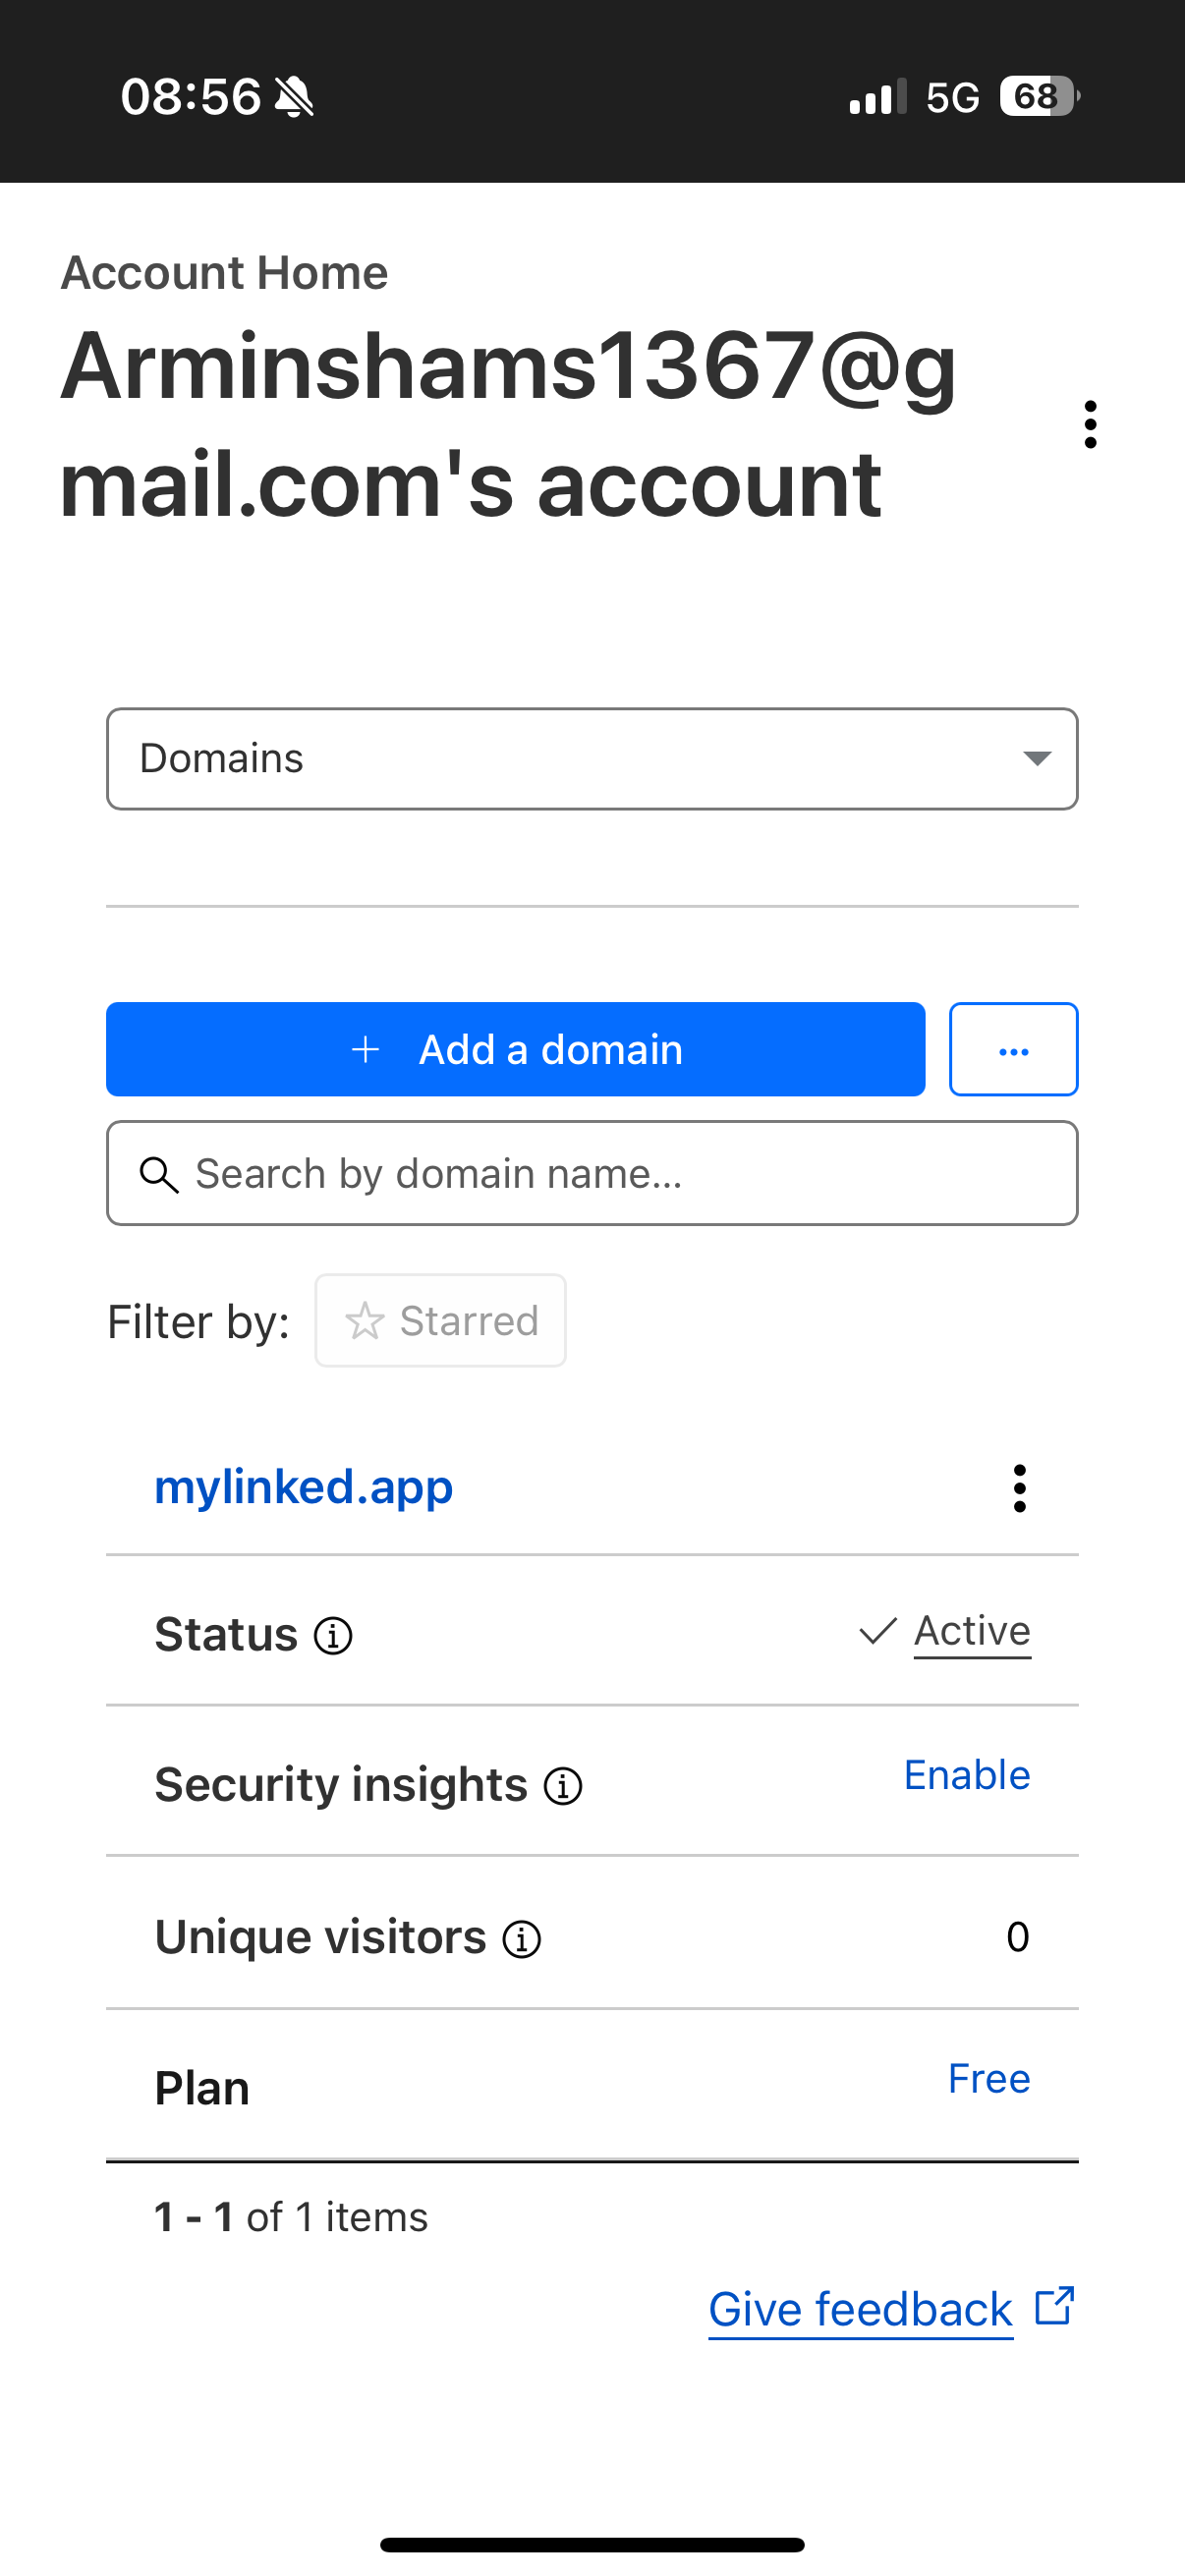 08:56
5G
68
Account Home
Arminshams1367@g
mail.com's account
Domains
+ Add a domain
...
Search by domain name...
Filter by:
Starred
mylinked.app
Status
Active
Security insights
Enable
Unique visitors
0
Plan
Free
1 - 1 of 1 items
Give feedback